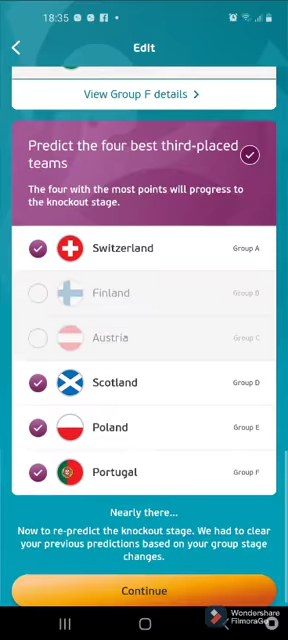 18:35
Edit
View Group F details
Predict the four best third-placed
teams
The four with the most points will progress to
the knockout stage.
Switzerland Group A
Finland Group B
Austria Group C
Scotland Group D
Poland Group E
Portugal Group F
Nearly there...
Now to re-predict the knockout stage. We had to clear
your previous predictions based on your group stage
changes.
Continue
Wondershare
FilmoraGo